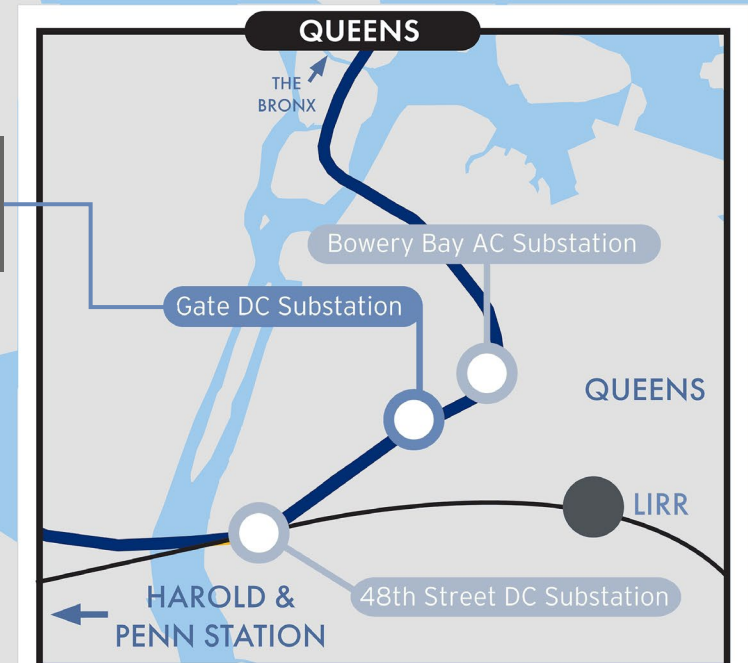 QUEENS
THE
BRONX
Bowery Bay AC Substation
Gate DC Substation
QUEENS
LIRR
48th Street DC Substation
HAROLD &
PENN STATION